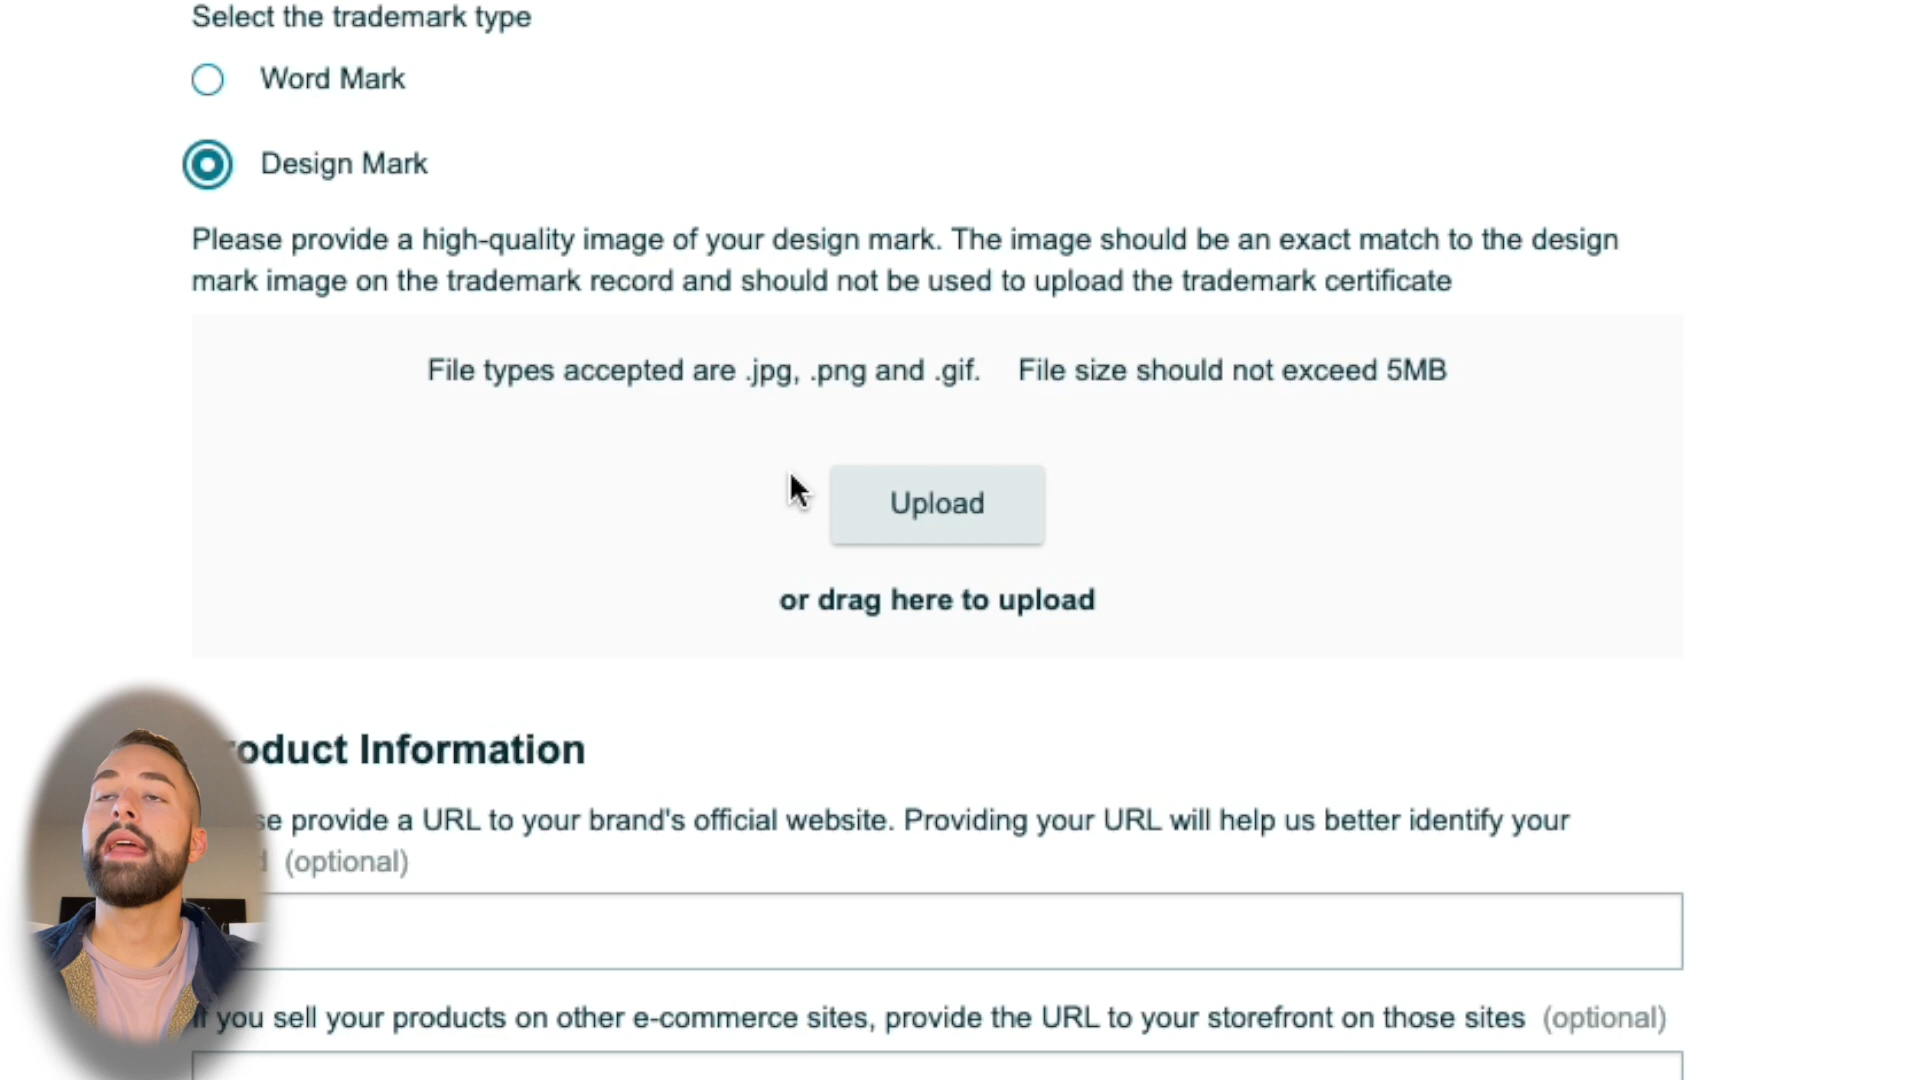 Select the trademark type
Word Mark
Design Mark
Please provide a high-quality image of your design mark. The image should be an exact match to the design
mark image on the trademark record and should not be used to upload the trademark certificate
File types accepted are .jpg, .png and .gif. File size should not exceed 5MB
Upload
or drag here to upload
oduct Information
se provide a URL to your brand's official website. Providing your URL will help us better identify your
(optional)
If you sell your products on other e-commerce sites, provide the URL to your storefront on those sites (optional)